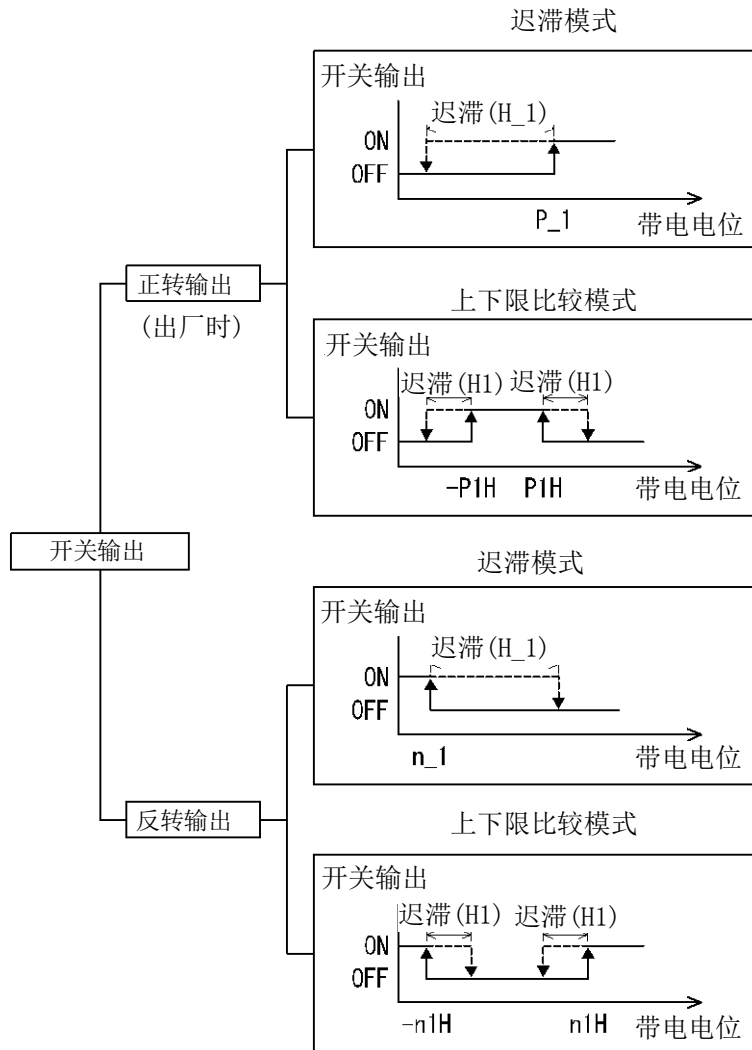 迟滞模式
开关输出
迟滞(H_1)
ON
OFF
P_1
带电电位
正转输出
(出厂时)
上下限比较模式
开关输出
迟滞(H1) 迟滞(H1)
ON
OFF
-P1H P1H
带电电位
开关输出
迟滞模式
开关输出
迟滞(H_1)
ON
OFF
n_1
带电电位
反转输出
上下限比较模式
开关输出
迟滞(H1) 迟滞(H1)
ON
OFF
-n1H n1H
带电电位